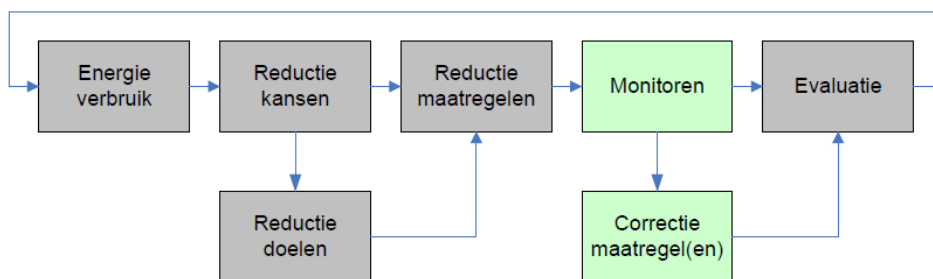 Energie
verbruik
Reductie
kansen
Reductie
maatregelen
Monitoren
Evaluatie
Reductie
doelen
Correctie
maatregel(en)